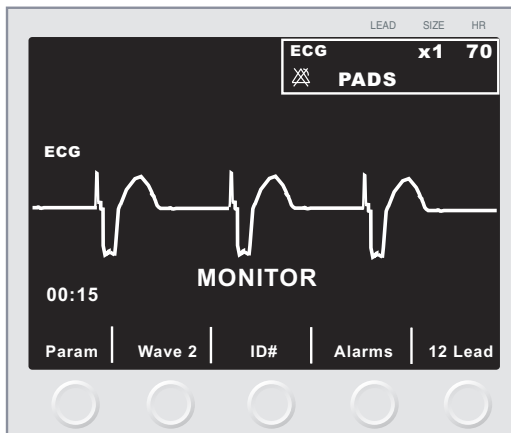 LEAD SIZE HR
ECG x1 70
PADS
ECG
MONITOR
00:15
Param Wave 2 ID# Alarms 12 Lead